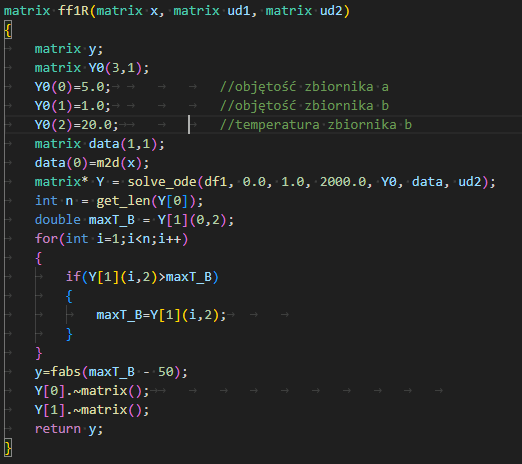 matrix ff1R(matrix x, matrix ud1, matrix ud2)
{
matrix y;
matrix Y0(3,1);
Y0(0)=5.0; //objętość zbiornika a
Y0(1)=1.0; //objętość zbiornika b
Y0(2)=20.0; //temperatura zbiornika b
matrix data(1,1);
data(0)=m2d(x);
matrix* Y = solve_ode(df1, 0.0, 1.0, 2000.0, Y0, data, ud2);
int n = get_len(Y[0]);
double maxT_B = Y[1](0,2);
for(int i=1;i<n;i++)
{
if(Y[1](i,2)>maxT_B)
{
maxT_B=Y[1](i,2);
}
}
y=fabs(maxT_B - 50);
Y[0].~matrix();
Y[1].~matrix();
return y;
}